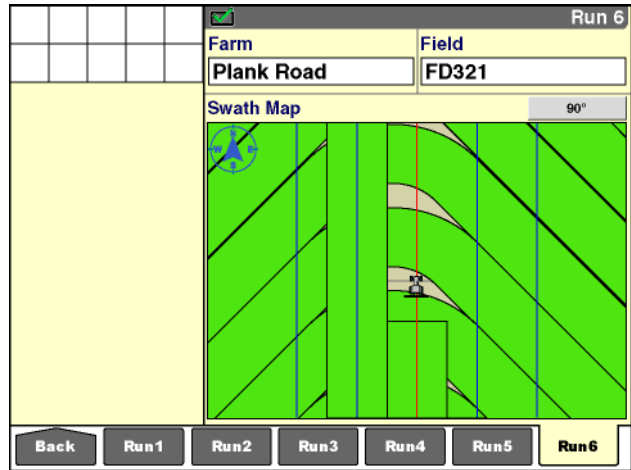 Run 6
Farm
Field
Plank Road
FD321
Swath Map
90°
N
W E
S
Back Run1 Run2 Run3 Run4 Run5 Run6